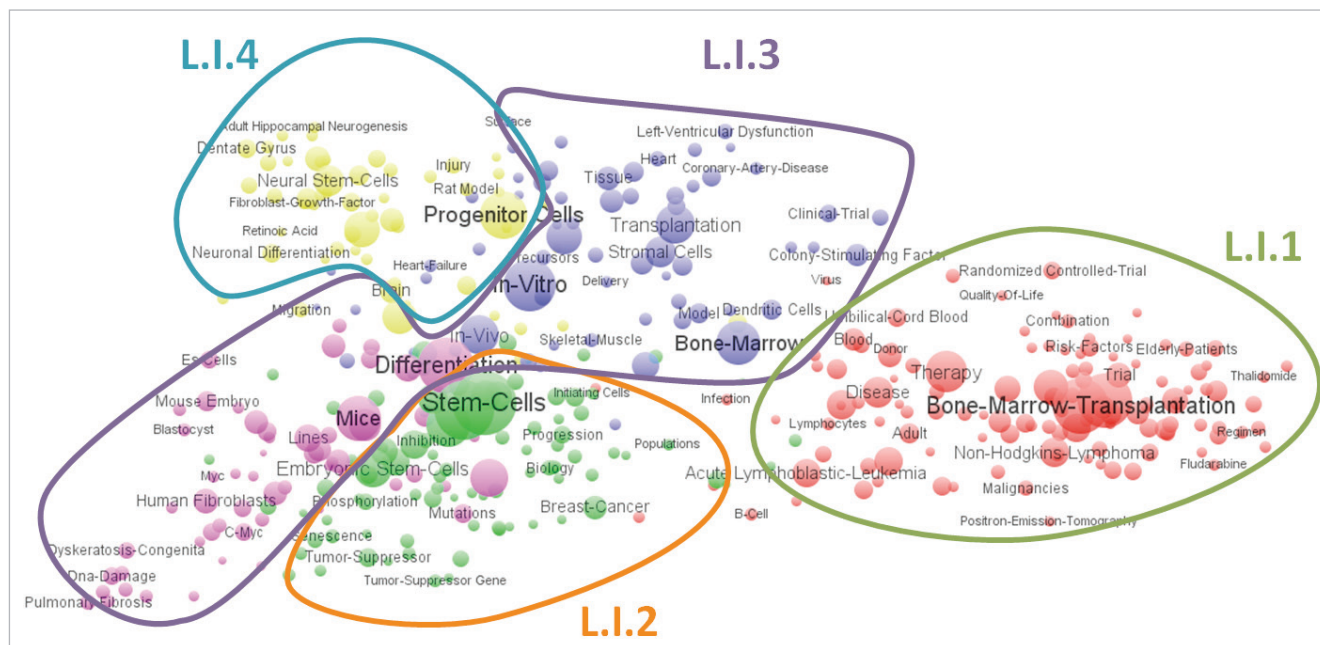 L.I.4
L.I.3
L.I.1
L.I.2
Adult Hippocampal Neurogenesis
Dentate Gyrus
Neural Stem-Cells
Fibroblast-Growth-Factor
Retinoic Acid
Neuronal Differentiation
Injury
Rat Model
Progenitor Cells
Heart-Failure
Brain
Migration
Surface
Left-Ventricular Dysfunction
Heart
Coronary-Artery-Disease
Tissue
Transplantation
Clinical-Trial
Stromal Cells
Colony-Stimulating Factor
Precursors
Delivery
In-Vitro
Virus
Model
Dendritic Cells
In-Vivo
Skeletal-Muscle
Bone-Marrow
Differentiation
Es Cells
Mouse Embryo
Blastocyst
Mice
Lines
Myc
Embryonic Stem-Cells
Human Fibroblasts
C-Myc
Dyskeratosis-Congenita
Dna-Damage
Pulmonary-Fibrosis
Stem-Cells
Initiating Cells
Inhibition
Progression
Populations
Biology
Phosphorylation
Mutations
Breast-Cancer
Senescence
Tumor-Suppressor
Tumor-Suppressor Gene
Infection
Acute Lymphoblastic-Leukemia
B-Cell
Randomized Controlled-Trial
Quality-Of-Life
Umbilical-Cord Blood
Combination
Blood
Donor
Risk-Factors
Elderly-Patients
Therapy
Trial
Thalidomide
Disease
Bone-Marrow-Transplantation
Lymphocytes
Adult
Regimen
Non-Hodgkins-Lymphoma
Fludarabine
Malignancies
Positron-Emission-Tomography